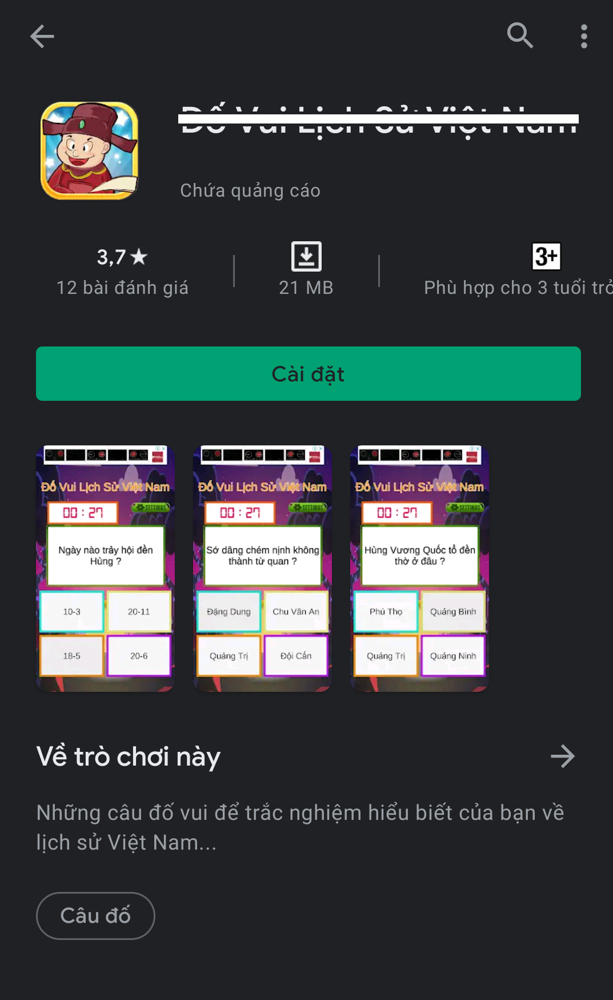 Đố Vui Lịch Sử Việt Nam
Chứa quảng cáo
3,7★
12 bài đánh giá
21 MB
3+
Phù hợp cho 3 tuổi trở
Cài đặt
Đố Vui Lịch Sử Việt Nam
00 : 27
SETTINGS
Ngày nào trảy hội đền
Hùng ?
10-3
20-11
18-5
20-6
Đố Vui Lịch Sử Việt Nam
00 : 27
SETTINGS
Sớ dâng chém nịnh không
thành từ quan ?
Đặng Dung
Chu Văn An
Quảng Trị
Đội Cấn
Đố Vui Lịch Sử Việt Nam
00 : 27
SETTINGS
Hùng Vương Quốc tổ đền
thờ ở đâu ?
Phú Thọ
Quảng Bình
Quảng Trị
Quảng Ninh
Về trò chơi này
Những câu đố vui để trắc nghiệm hiểu biết của bạn về
lịch sử Việt Nam...
Câu đố